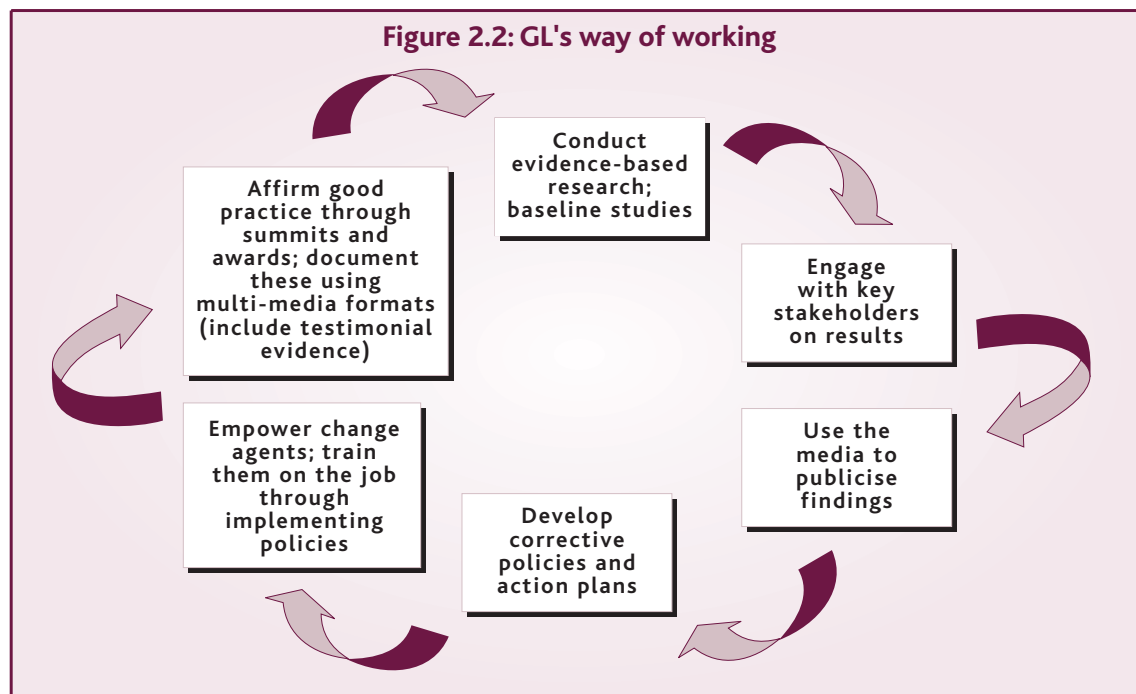 Figure 2.2: GL's way of working
Conduct
evidence-based
research;
baseline studies
Engage
with key
stakeholders
on results
Use the
media to
publicise
findings
Develop
corrective
policies and
action plans
Empower change
agents; train
them on the job
through
implementing
policies
Affirm good
practice through
summits and
awards; document
these using
multi-media formats
(include testimonial
evidence)